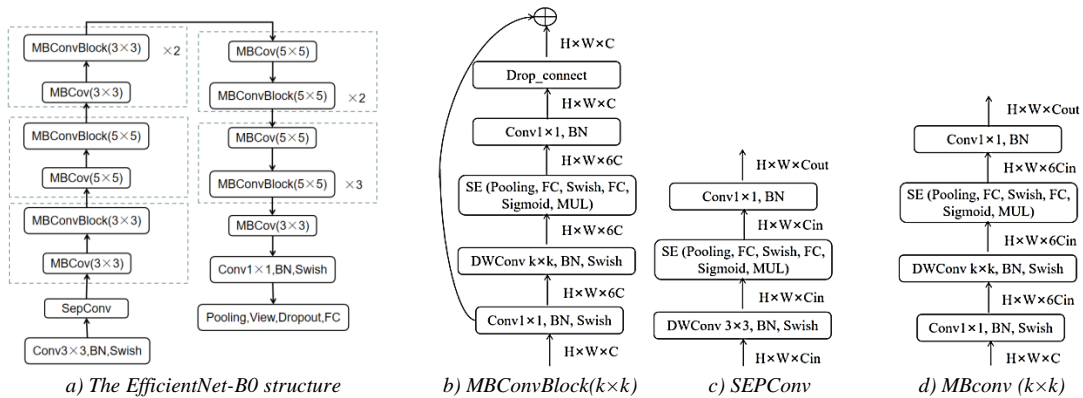 MBConvBlock(3×3)
×2
MBCov(3×3)
MBConvBlock(5×5)
MBCov(5×5)
MBConvBlock(3×3)
MBCov(3×3)
SepConv
Conv3×3,BN,Swish
MBCov(5×5)
MBConvBlock(5×5)
×2
MBCov(5×5)
MBConvBlock(5×5)
×3
MBCov(3×3)
Conv1×1,BN,Swish
Pooling,View,Dropout,FC
a) The EfficientNet-B0 structure
H×W×C
Drop_connect
H×W×C
Conv1×1, BN
H×W×6C
SE (Pooling, FC, Swish, FC,
Sigmoid, MUL)
H×W×6C
DWConv k×k, BN, Swish
H×W×6C
Conv1×1, BN, Swish
H×W×C
b) MBConvBlock(k×k)
H×W×Cout
Conv1×1, BN
H×W×Cin
SE (Pooling, FC, Swish, FC,
Sigmoid, MUL)
H×W×Cin
DWConv 3×3, BN, Swish
H×W×Cin
c) SEPConv
H×W×Cout
Conv1×1, BN
H×W×6Cin
SE (Pooling, FC, Swish, FC,
Sigmoid, MUL)
H×W×6Cin
DWConv k×k, BN, Swish
H×W×6Cin
Conv1×1, BN, Swish
H×W×C
d) MBconv (k×k)